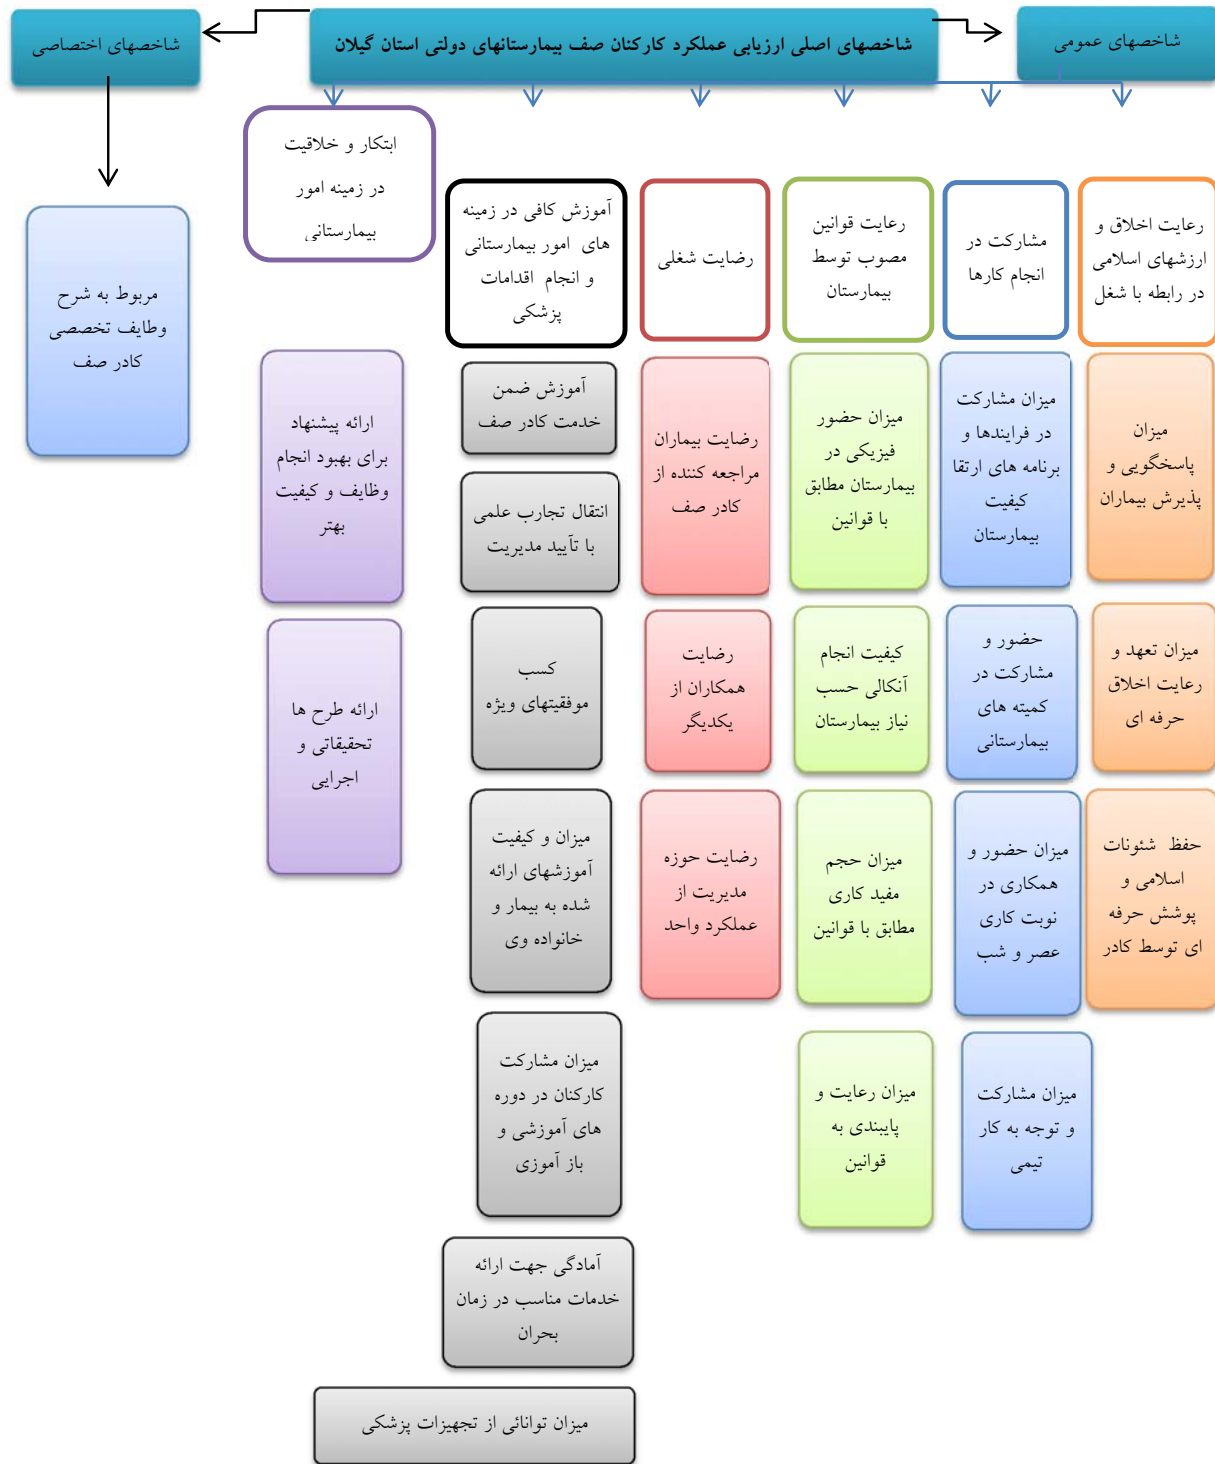 شاخصهای عمومی
شاخصهای اصلی ارزیابی عملکرد کارکنان صف بیمارستانهای دولتی استان گیلان
شاخصهای اختصاصی
رعایت اخلاق و
ارزشهای اسلامی
در رابطه با شغل
میزان
پاسخگویی و
پذیرش بیماران
میزان تعهد و
رعایت اخلاق
حرفه ای
حفظ شئونات
اسلامی و
پوشش حرفه
ای توسط کادر
مشارکت در
انجام کارها
میزان مشارکت
در فرایندها و
برنامه های ارتقا
کیفیت
بیمارستان
حضور و
مشارکت در
کمیته های
بیمارستانی
میزان حضور و
همکاری در
نوبت کاری
عصر و شب
میزان مشارکت
و توجه به کار
تیمی
رعایت قوانین
مصوب توسط
بیمارستان
میزان حضور
فیزیکی در
بیمارستان مطابق
با قوانین
کیفیت انجام
آنکالی حسب
نیاز بیمارستان
میزان حجم
مفید کاری
مطابق با قوانین
میزان رعایت و
پایبندی به
قوانین
رضایت شغلی
رضایت بیماران
مراجعه کننده از
کادر صف
رضایت
همکاران از
یکدیگر
رضایت حوزه
مدیریت از
عملکرد واحد
آموزش کافی در زمینه
های امور بیمارستانی
و انجام اقدامات
پزشکی
آموزش ضمن
خدمت کادر صف
انتقال تجارب علمی
با تأیید مدیریت
کسب
موفقیتهای ویژه
میزان و کیفیت
آموزشهای ارائه
شده به بیمار و
خانواده وی
میزان مشارکت
کارکنان در دوره
های آموزشی و
باز آموزی
آمادگی جهت ارائه
خدمات مناسب در زمان
بحران
میزان توانائی از تجهیزات پزشکی
ابتکار و خلاقیت
در زمینه امور
بیمارستانی
ارائه پیشنهاد
برای بهبود انجام
وظایف و کیفیت
بهتر
ارائه طرح ها
تحقیقاتی و
اجرایی
مربوط به شرح
وطایف تخصصی
کادر صف